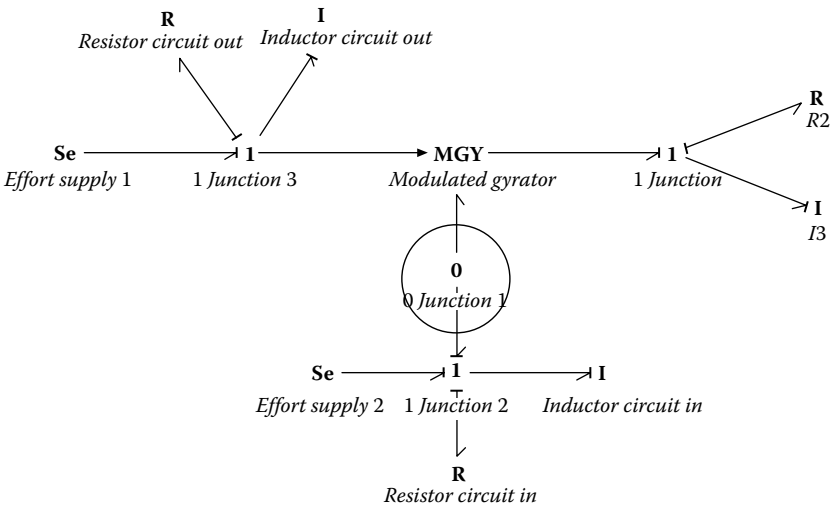 R
Resistor circuit out
I
Inductor circuit out
R
R2
Se
Effort supply 1
1
1 Junction 3
MGY
Modulated gyrator
1
1 Junction
I
I3
0
0 Junction 1
Se
Effort supply 2
1
1 Junction 2
I
Inductor circuit in
R
Resistor circuit in